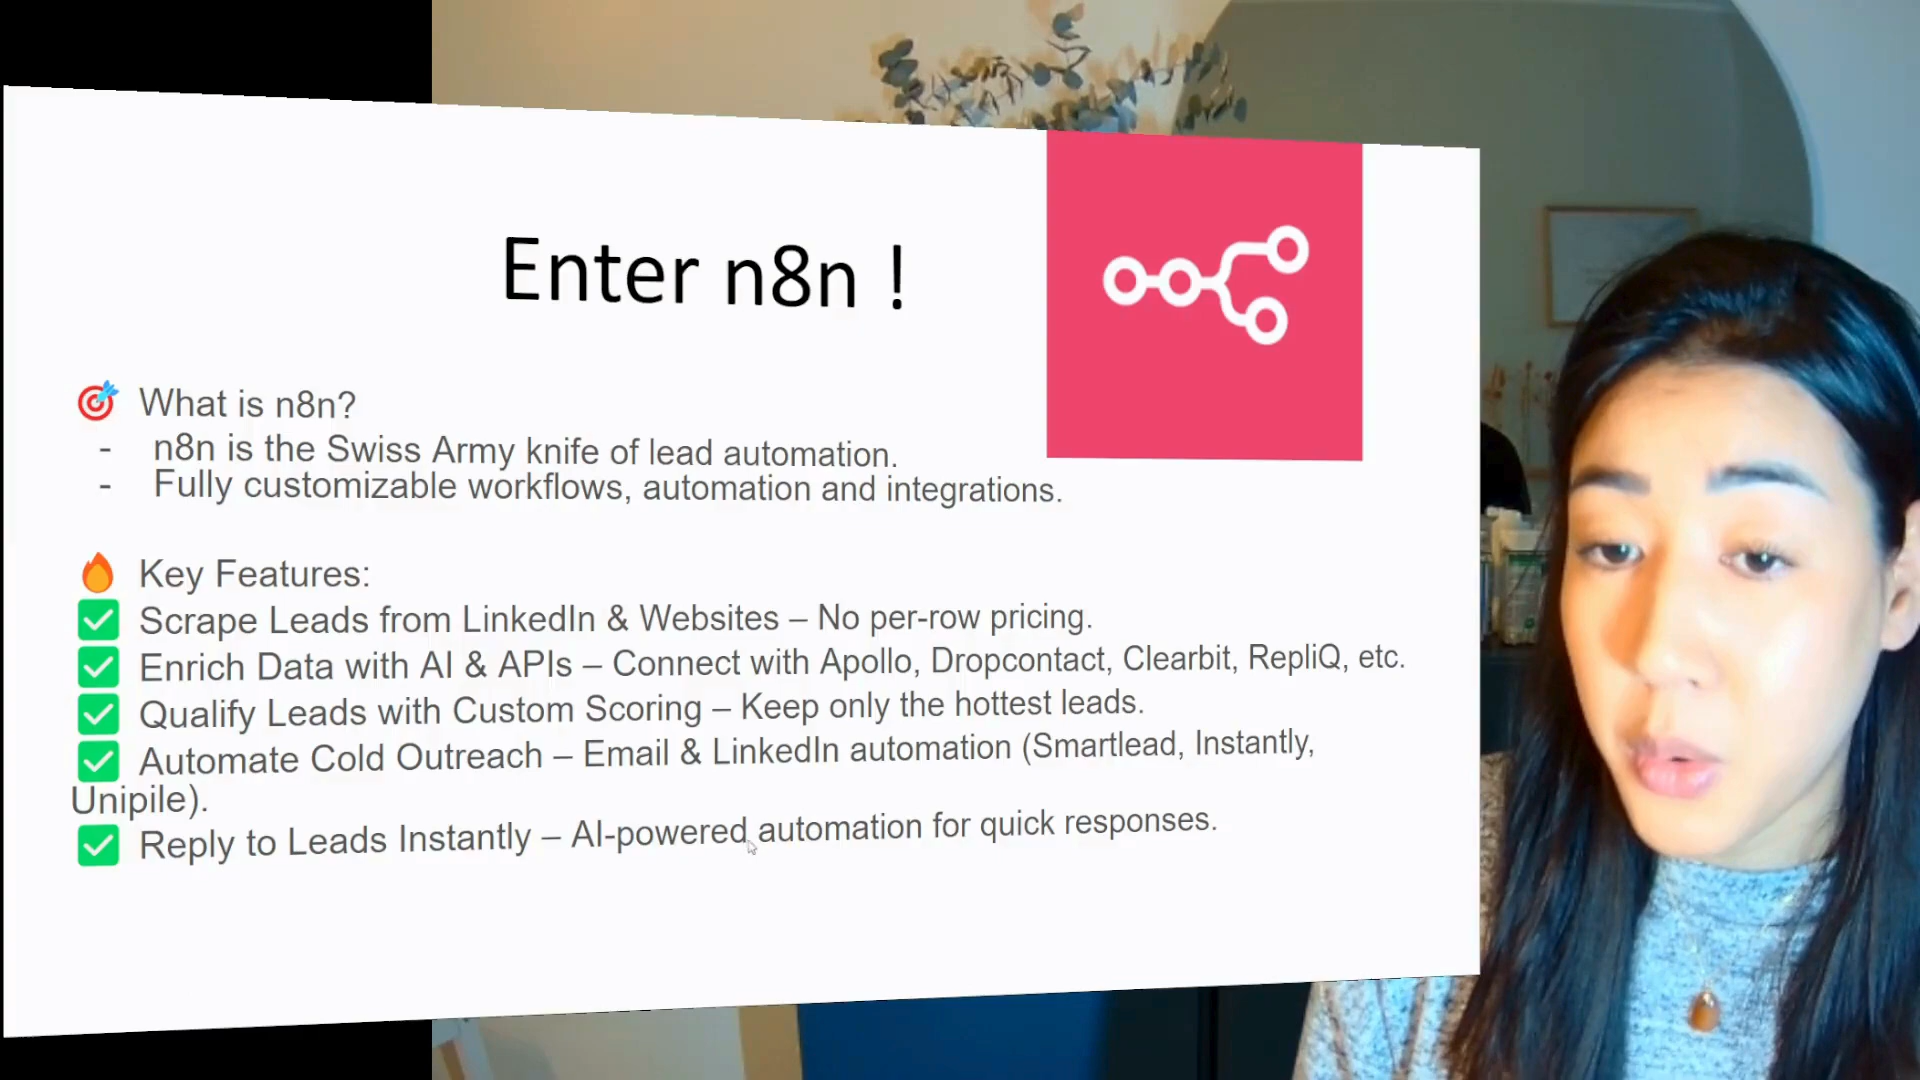 Enter n8n !
🎯 What is n8n?
- n8n is the Swiss Army knife of lead automation.
- Fully customizable workflows, automation and integrations.
🔥 Key Features:
✅ Scrape Leads from LinkedIn & Websites – No per-row pricing.
✅ Enrich Data with AI & APIs – Connect with Apollo, Dropcontact, Clearbit, RepliQ, etc.
✅ Qualify Leads with Custom Scoring – Keep only the hottest leads.
✅ Automate Cold Outreach – Email & LinkedIn automation (Smartlead, Instantly,
Unipile).
✅ Reply to Leads Instantly – AI-powered automation for quick responses.